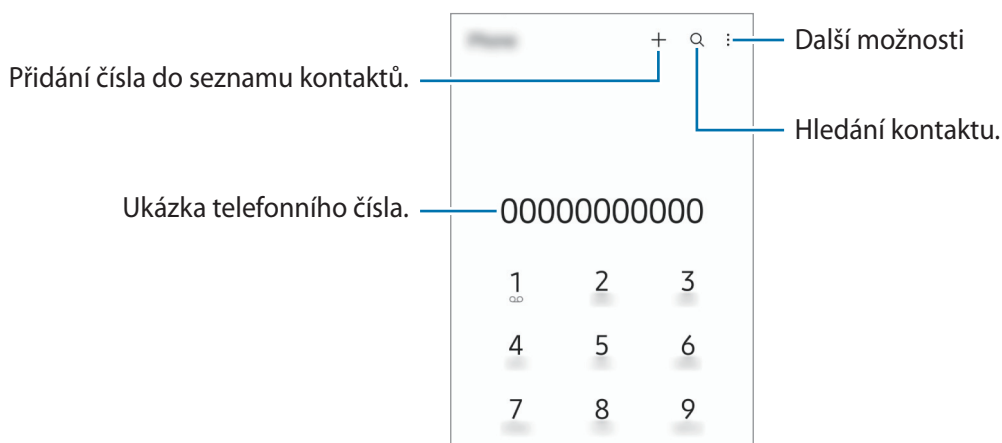 Další možnosti
Přidání čísla do seznamu kontaktů.
Hledání kontaktu.
Ukázka telefonního čísla.
00000000000
1 2 3
4 5 6
7 8 9